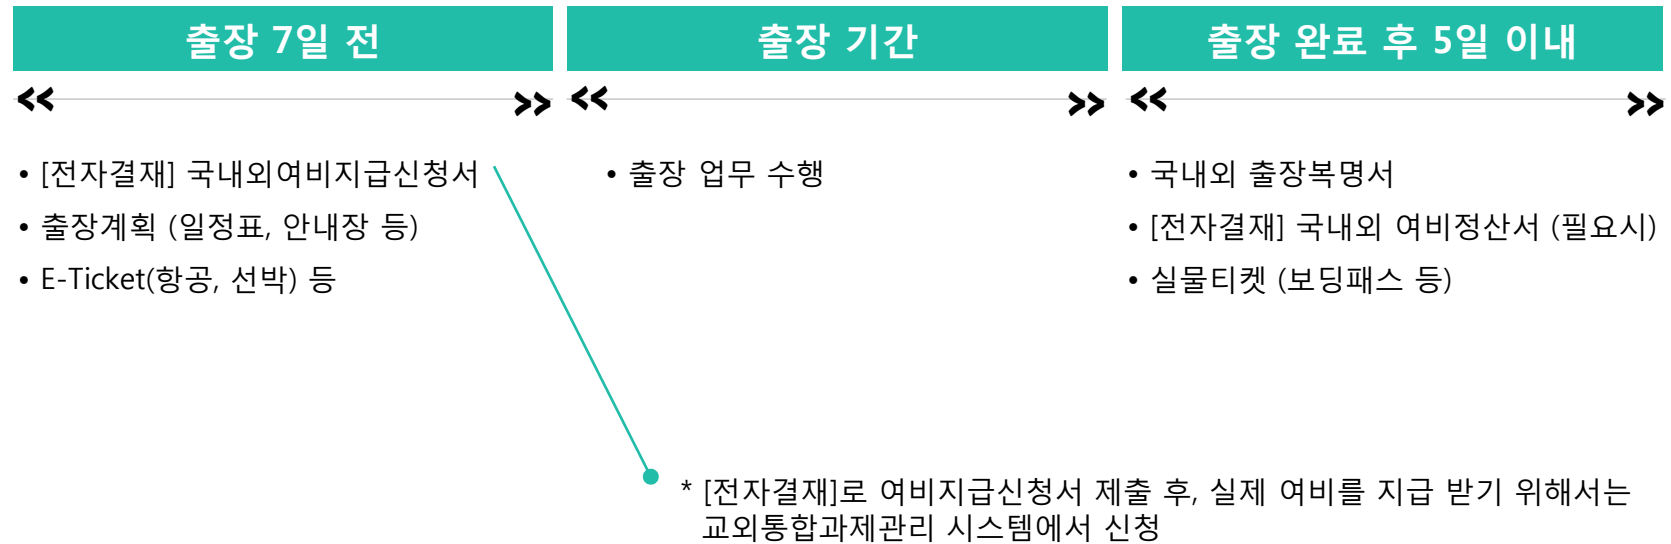 출장 7일 전
출장 기간
출장 완료 후 5일 이내
• [전자결재] 국내외여비지급신청서
• 출장계획 (일정표, 안내장 등)
• E-Ticket(항공, 선박) 등
• 출장 업무 수행
• 국내외 출장복명서
• [전자결재] 국내외 여비정산서 (필요시)
• 실물티켓 (보딩패스 등)
* [전자결재]로 여비지급신청서 제출 후, 실제 여비를 지급 받기 위해서는
교외통합과제관리 시스템에서 신청